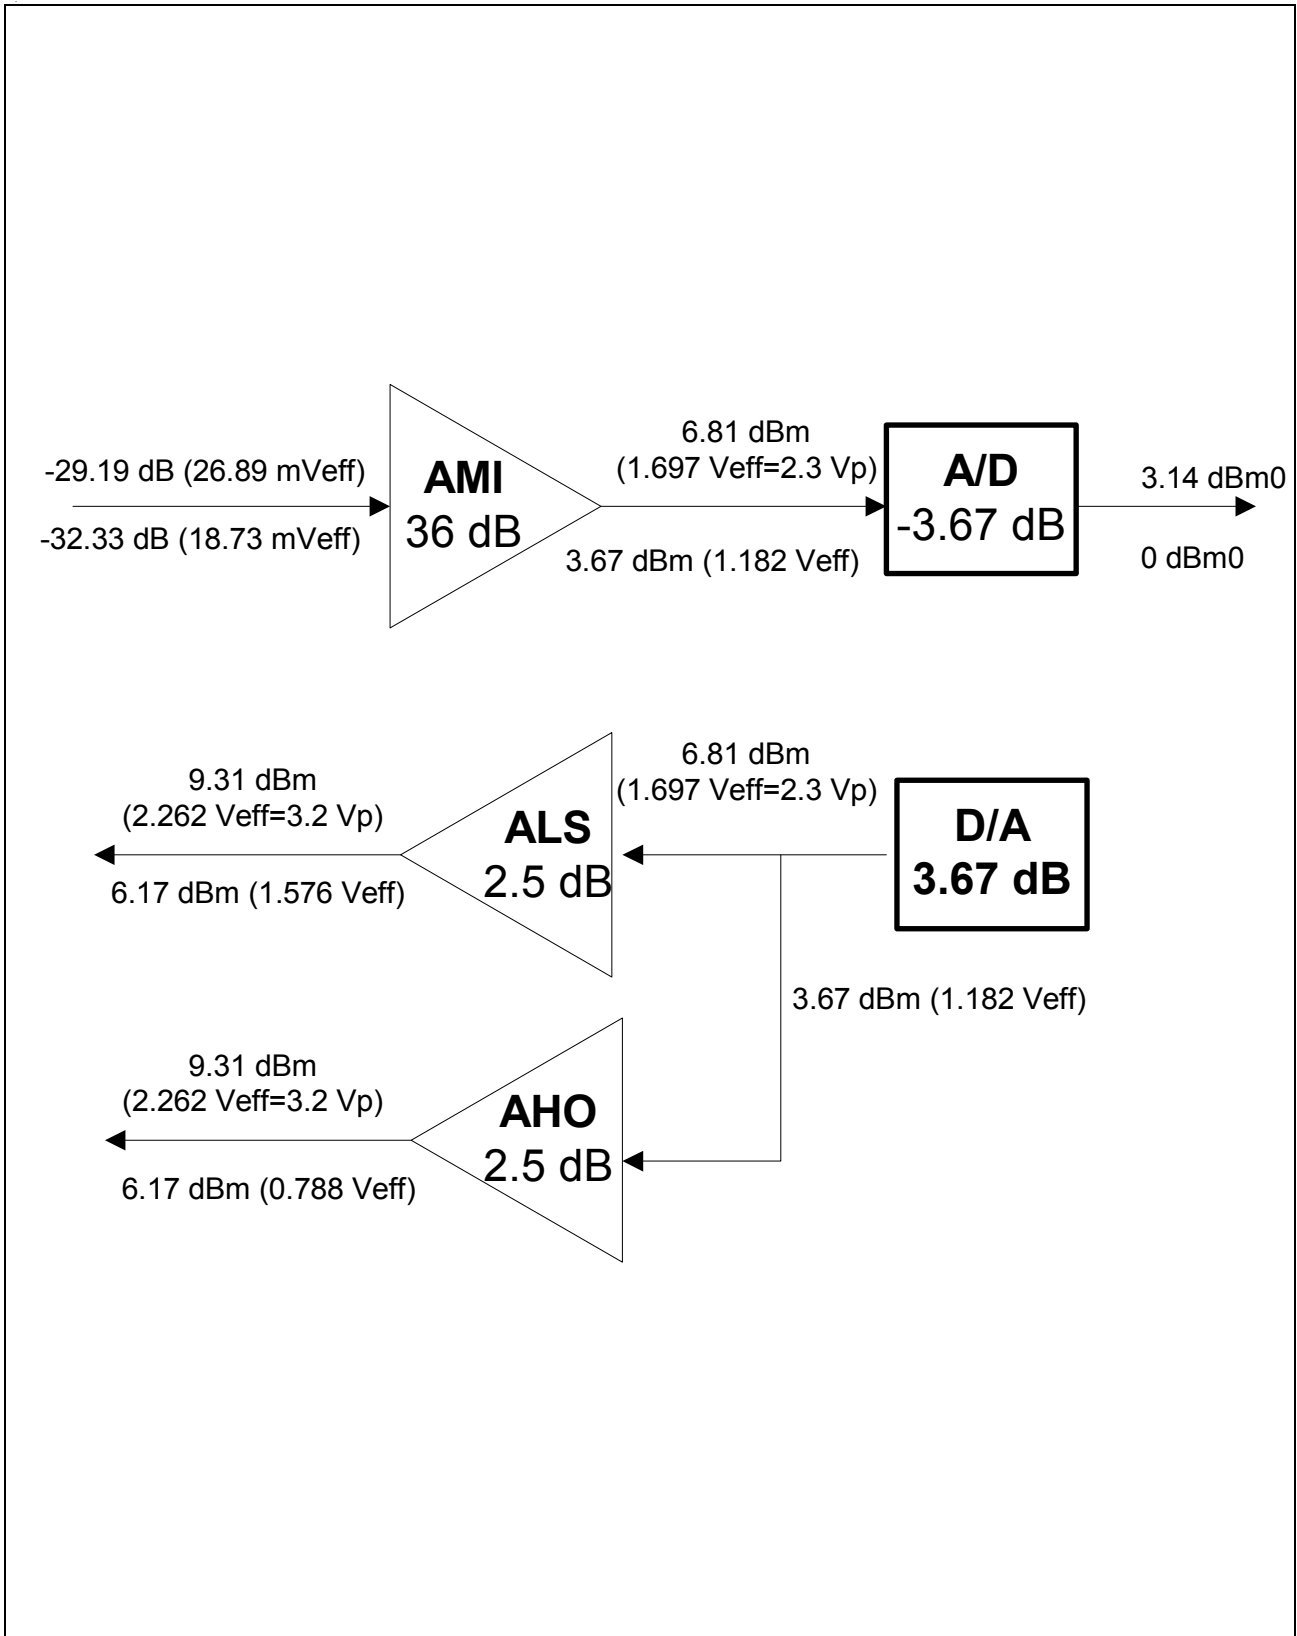 6.81 dBm
(1.697 Veff=2.3 Vp)
-29.19 dB (26.89 mVeff)
AMI
A/D
3.14 dBm0
-32.33 dB (18.73 mVeff)
36 dB
-3.67 dB
3.67 dBm (1.182 Veff)
0 dBm0
6.81 dBm
(1.697 Veff=2.3 Vp)
9.31 dBm
(2.262 Veff=3.2 Vp)
ALS
2.5 dB
D/A
3.67 dB
6.17 dBm (1.576 Veff)
3.67 dBm (1.182 Veff)
9.31 dBm
(2.262 Veff=3.2 Vp)
AHO
2.5 dB
6.17 dBm (0.788 Veff)